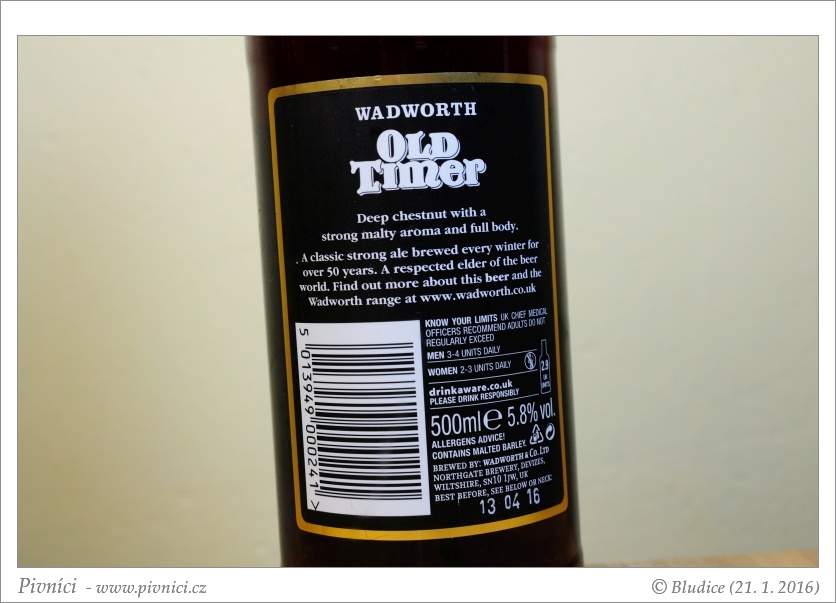 WADWORTH
OLD
Timer
Deep chestnut with a
strong malty aroma and full body.
A classic strong ale brewed every winter for
over 50 years. A respected elder of the beer
world. Find out more about this beer and the
Wadworth range at www.wadworth.co.uk
5 013949 000241 >
KNOW YOUR LIMITS UK CHIEF MEDICAL
OFFICERS RECOMMEND ADULTS DO NOT
REGULARLY EXCEED
MEN 3-4 UNITS DAILY
WOMEN 2-3 UNITS DAILY
2.9
UK
UNITS
drinkaware.co.uk
PLEASE DRINK RESPONSIBLY
500ml℮ 5.8% vol.
ALLERGENS ADVICE!
CONTAINS MALTED BARLEY.
BREWED BY: WADWORTH & Co. LTD
NORTHGATE BREWERY, DEVIZES,
WILTSHIRE, SN10 1JW, UK
BEST BEFORE, SEE BELOW OR NECK:
13 04 16
Pivníci - www.pivnici.cz
© Bludice (21. 1. 2016)